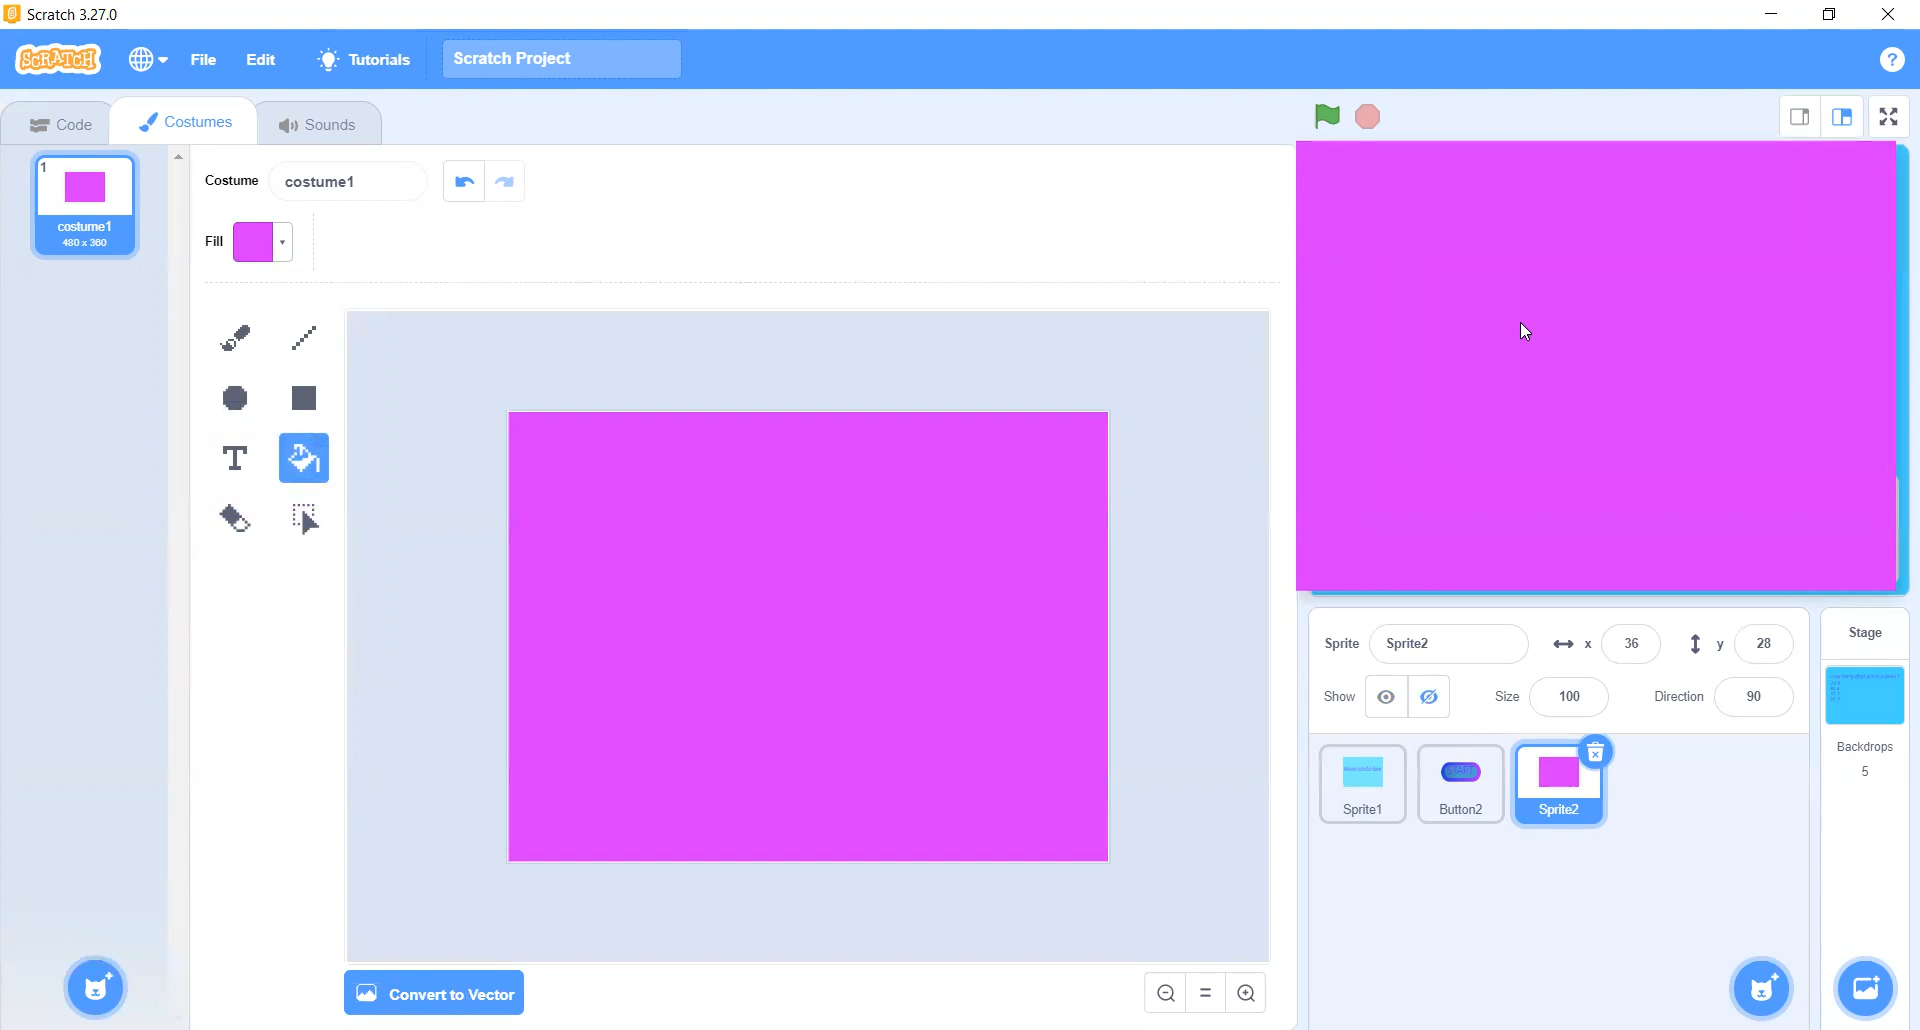 Scratch 3.27.0
SCRATCH File Edit Tutorials Scratch Project ?
Code Costumes Sounds
1
costume1
480 x 360
Costume costume1
Fill
T
Convert to Vector
Sprite Sprite2 x 36 y 28
Show Size 100 Direction 90
Sprite1 Button2 Sprite2
Stage
Backdrops
5